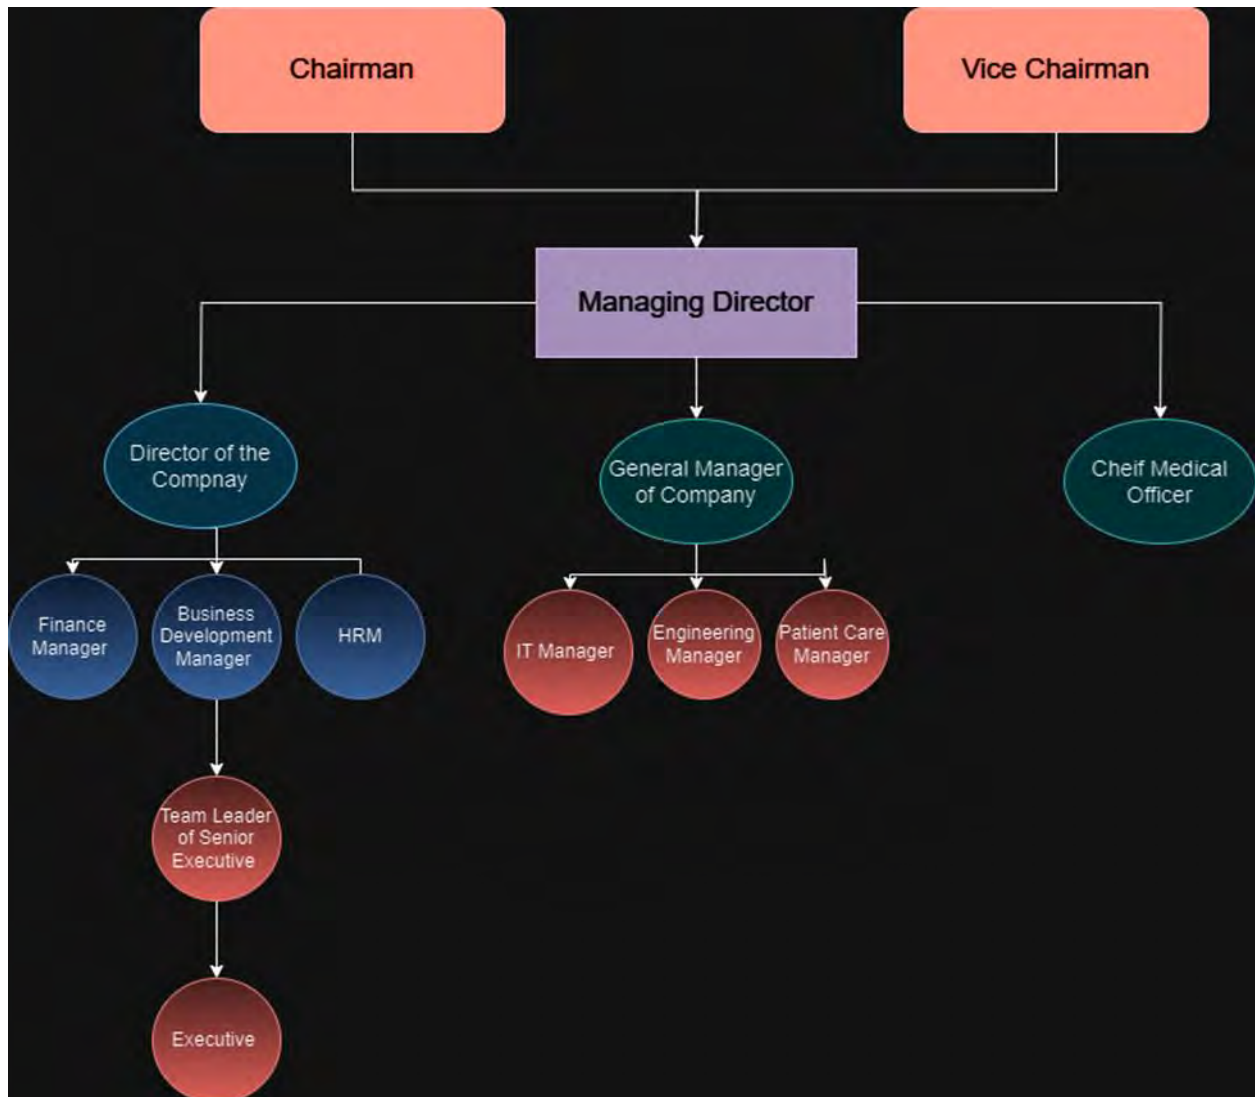 Chairman
Vice Chairman
Managing Director
Director of the
Compnay
General Manager
of Company
Cheif Medical
Officer
Finance
Manager
Business
Development
Manager
HRM
IT Manager
Engineering
Manager
Patient Care
Manager
Team Leader
of Senior
Executive
Executive